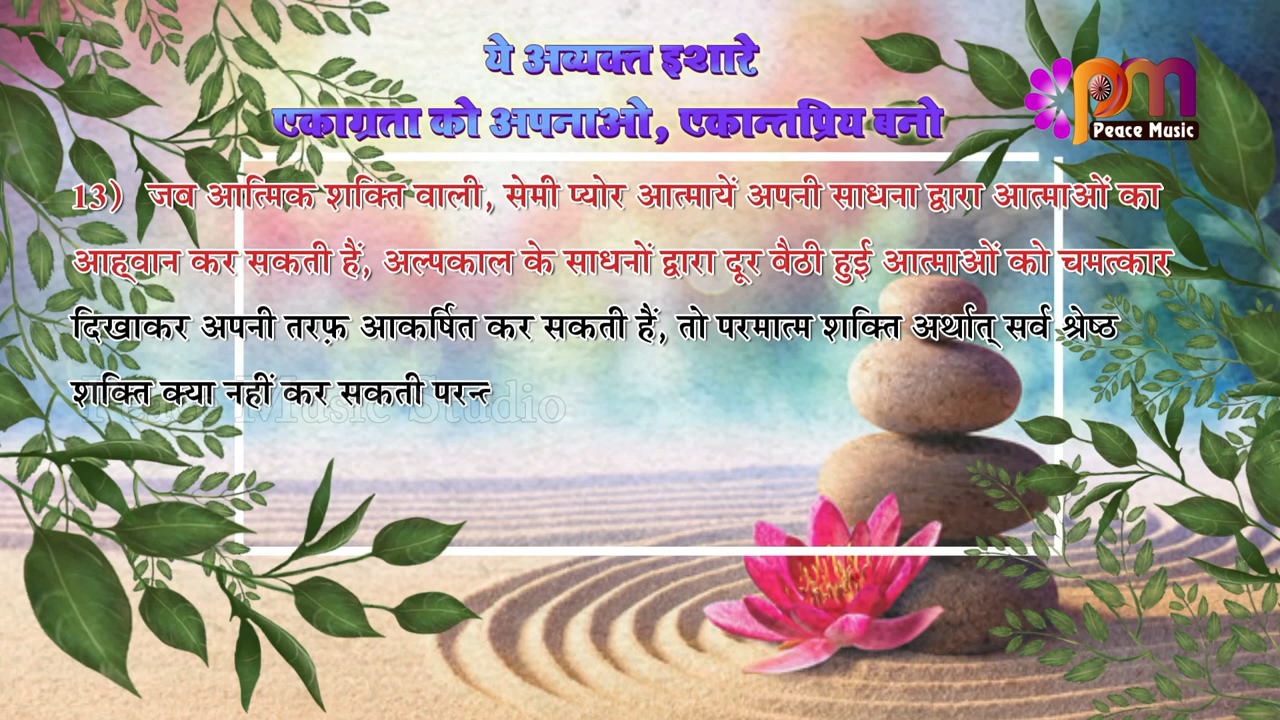 ये अव्यक्त इशारे
एकाग्रता को अपनाओ, एकान्तप्रिय बनो
pm
Peace Music
13) जब आत्मिक शक्ति वाली, सेमी प्योर आत्मायें अपनी साधना द्वारा आत्माओं का
आह्वान कर सकती हैं, अल्पकाल के साधनों द्वारा दूर बैठी हुई आत्माओं को चमत्कार
दिखाकर अपनी तरफ़ आकर्षित कर सकती हैं, तो परमात्म शक्ति अर्थात् सर्व श्रेष्ठ
शक्ति क्या नहीं कर सकती परन्त
Music Studio